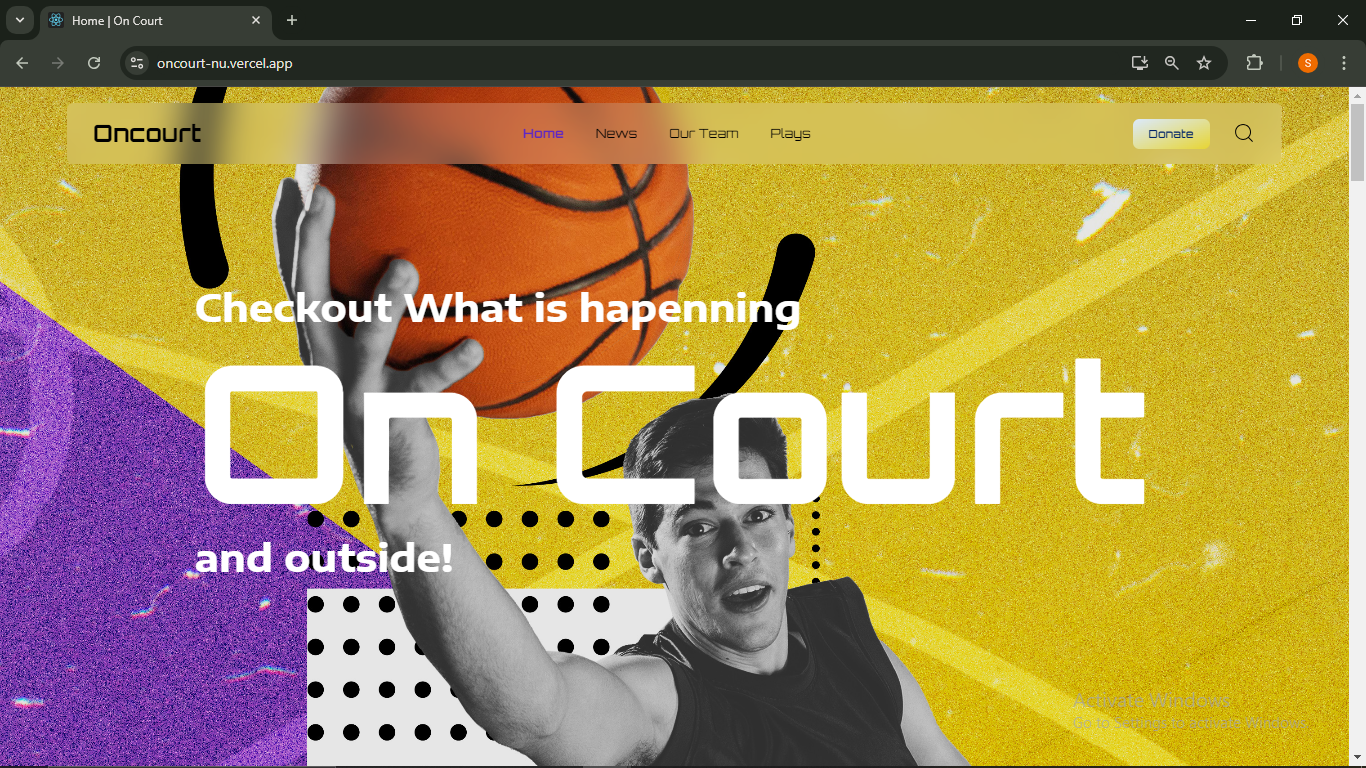 Home | On Court
oncourt-nu.vercel.app
S
Oncourt
Home News Our Team Plays
Donate
Checkout What is hapenning
On Court
and outside!
Activate Windows
Go to Settings to activate Windows.